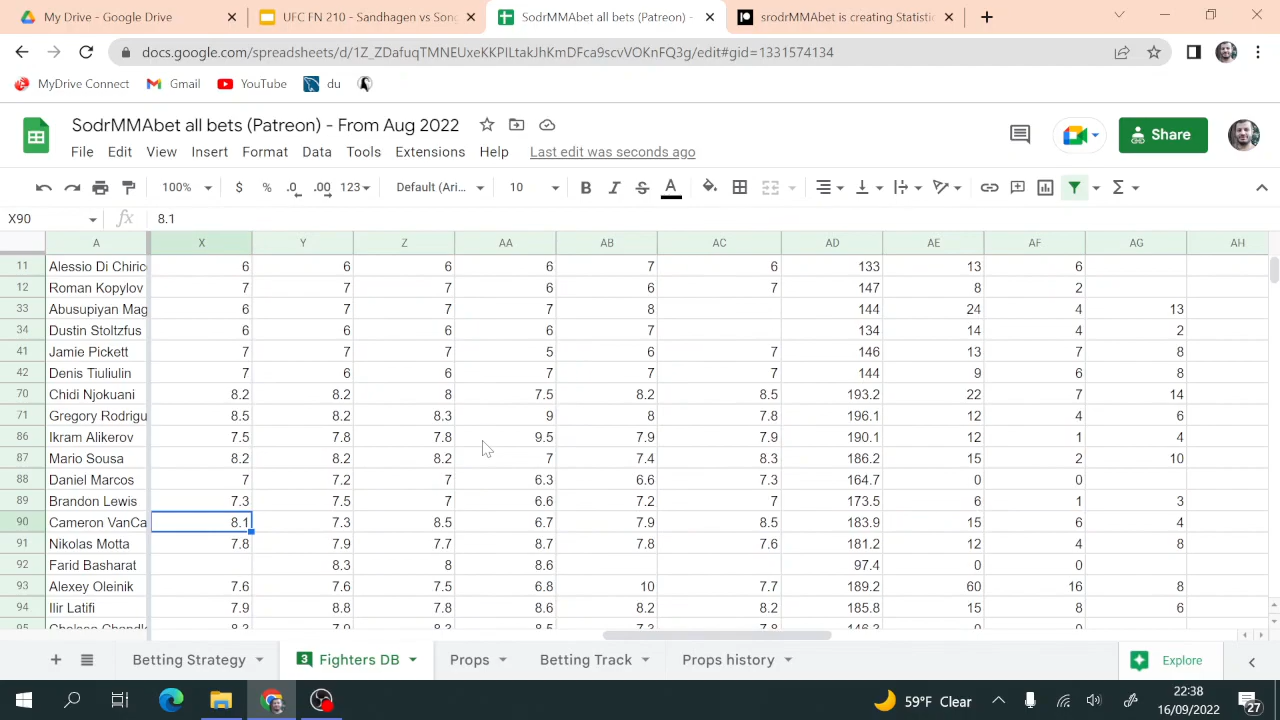 My Drive - Google Drive
UFC FN 210 - Sandhagen vs Song
SodrMMAbet all bets (Patreon) -
srodrMMAbet is creating Statistic
docs.google.com/spreadsheets/d/1Z_ZDafuqTMNEUxeKKPILtakJhKmDFca9scvVOKnFQ3g/edit#gid=1331574134
MyDrive Connect Gmail YouTube du
SodrMMAbet all bets (Patreon) - From Aug 2022
Share
File Edit View Insert Format Data Tools Extensions Help Last edit was seconds ago
100% $ % .0 .00 123 Default (Ari... 10 B I S A Σ
X90 fx 8.1
A X Y Z AA AB AC AD AE AF AG AH
11 Alessio Di Chiric 6 6 6 6 7 6 133 13 6
12 Roman Kopylov 7 7 7 6 6 7 147 8 2
33 Abusupiyan Mag 6 7 7 7 8 144 24 4 13
34 Dustin Stoltzfus 6 6 6 6 7 134 14 4 2
41 Jamie Pickett 7 7 7 5 6 7 146 13 7 8
42 Denis Tiuliulin 7 6 6 7 7 7 144 9 6 8
70 Chidi Njokuani 8.2 8.2 8 7.5 8.2 8.5 193.2 22 7 14
71 Gregory Rodrigu 8.5 8.2 8.3 9 8 7.8 196.1 12 4 6
86 Ikram Alikerov 7.5 7.8 7.8 9.5 7.9 7.9 190.1 12 1 4
87 Mario Sousa 8.2 8.2 8.2 7 7.4 8.3 186.2 15 2 10
88 Daniel Marcos 7 7.2 7 6.3 6.6 7.3 164.7 0 0
89 Brandon Lewis 7.3 7.5 7 6.6 7.2 7 173.5 6 1 3
90 Cameron VanCa 8.1 7.3 8.5 6.7 7.9 8.5 183.9 15 6 4
91 Nikolas Motta 7.8 7.9 7.7 8.7 7.8 7.6 181.2 12 4 8
92 Farid Basharat 8.3 8 8.6 97.4 0 0
93 Alexey Oleinik 7.6 7.6 7.5 6.8 10 7.7 189.2 60 16 8
94 Ilir Latifi 7.9 8.8 7.8 8.6 8.2 8.2 185.8 15 8 6
Betting Strategy 3 Fighters DB Props Betting Track Props history Explore
59°F Clear
22:38
16/09/2022
27